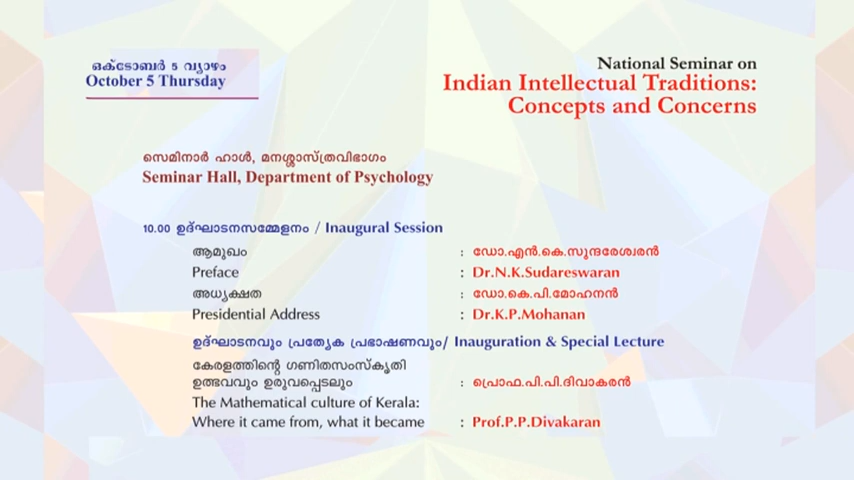 ഒക്ടോബർ 5 വ്യാഴം
October 5 Thursday
National Seminar on
Indian Intellectual Traditions:
Concepts and Concerns
സെമിനാർ ഹാൾ, മനശ്ശാസ്ത്രവിഭാഗം
Seminar Hall, Department of Psychology
10.00 ഉദ്ഘാടനസമ്മേളനം / Inaugural Session
ആമുഖം : ഡോ.എൻ.കെ.സുന്ദരേശ്വരൻ
Preface : Dr.N.K.Sudareswaran
അധ്യക്ഷത : ഡോ.കെ.പി.മോഹനൻ
Presidential Address : Dr.K.P.Mohanan
ഉദ്ഘാടനവും പ്രത്യേക പ്രഭാഷണവും/ Inauguration & Special Lecture
കേരളത്തിന്റെ ഗണിതസംസ്കൃതി
ഉത്ഭവവും ഉരുവപ്പെടലും : പ്രൊഫ.പി.പി.ദിവാകരൻ
The Mathematical culture of Kerala:
Where it came from, what it became : Prof.P.P.Divakaran